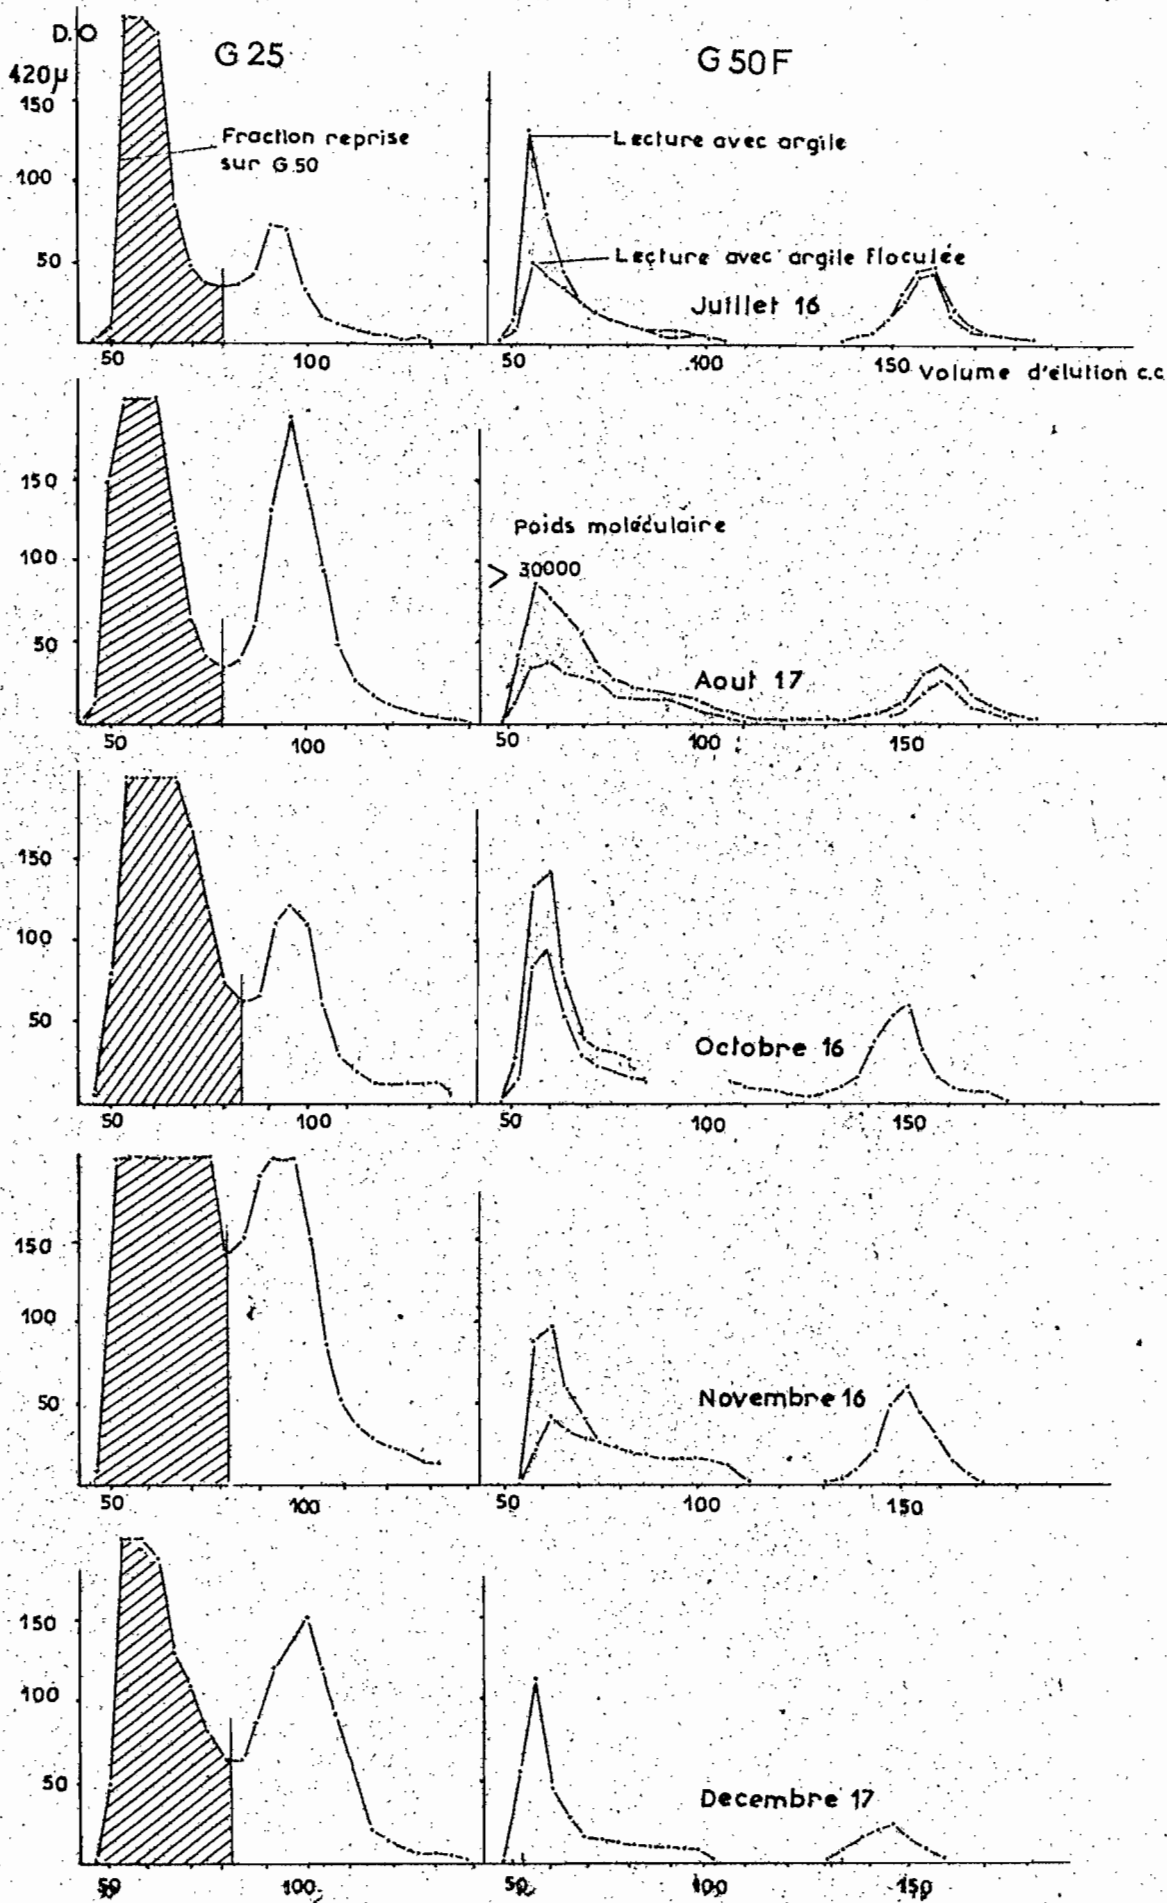 D.O
420µ
G 25
G 50 F
150
100
50
Fraction reprise
sur G.50
Lecture avec argile
Lecture avec argile floculée
Juillet 16
50
100
50
100
150
Volume d'élution c.c
150
100
50
Poids moléculaire
> 30000
Aout 17
50
100
50
100
150
150
100
50
Octobre 16
50
100
50
100
150
150
100
50
Novembre 16
50
100
50
100
150
150
100
50
Decembre 17
50
100
50
100
150